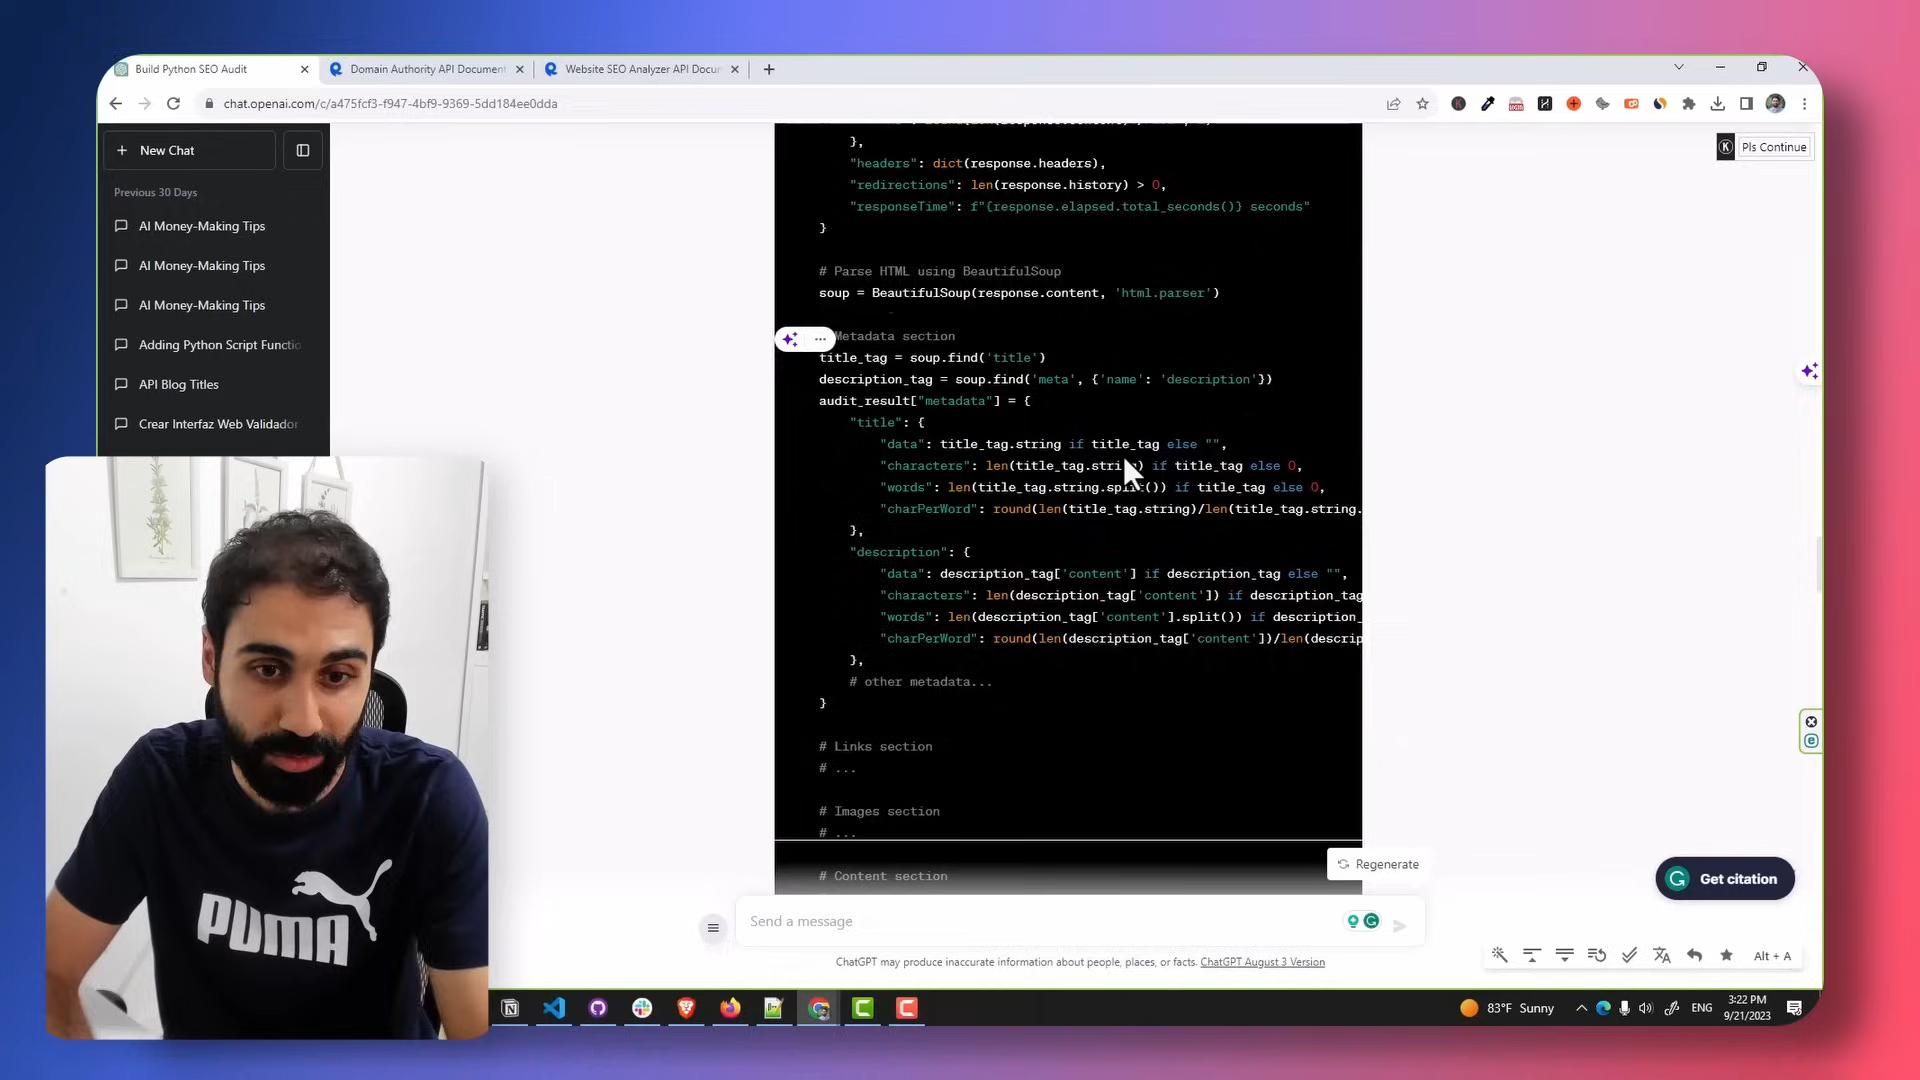 Build Python SEO Audit
Domain Authority API Document
Website SEO Analyzer API Docur
chat.openai.com/c/a475fcf3-f947-4bf9-9369-5dd184ee0dda
New Chat
Previous 30 Days
AI Money-Making Tips
AI Money-Making Tips
AI Money-Making Tips
Adding Python Script Functio
API Blog Titles
Crear Interfaz Web Validador
Pls Continue
},
"headers": dict(response.headers),
"redirections": len(response.history) > 0,
"responseTime": f"{response.elapsed.total_seconds()} seconds"
}
# Parse HTML using BeautifulSoup
soup = BeautifulSoup(response.content, 'html.parser')
Metadata section
title_tag = soup.find('title')
description_tag = soup.find('meta', {'name': 'description'})
audit_result["metadata"] = {
"title": {
"data": title_tag.string if title_tag else "",
"characters": len(title_tag.string) if title_tag else 0,
"words": len(title_tag.string.split()) if title_tag else 0,
"charPerWord": round(len(title_tag.string)/len(title_tag.string.
},
"description": {
"data": description_tag['content'] if description_tag else "",
"characters": len(description_tag['content']) if description_tag
"words": len(description_tag['content'].split()) if description_
"charPerWord": round(len(description_tag['content'])/len(descrip
},
# other metadata...
}
# Links section
# ...
# Images section
# ...
# Content section
Regenerate
Get citation
Send a message
ChatGPT may produce inaccurate information about people, places, or facts. ChatGPT August 3 Version
Alt + A
PUMA
83°F Sunny
ENG
3:22 PM
9/21/2023